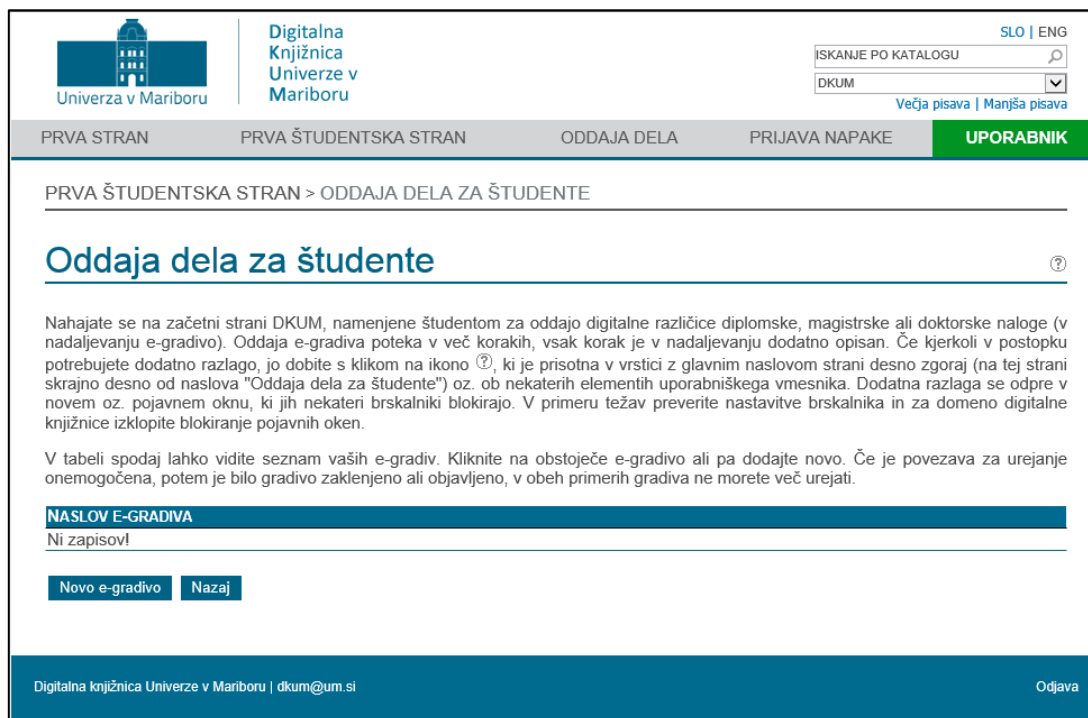 Univerza v Mariboru
Digitalna
Knjižnica
Univerze v
Mariboru
SLO | ENG
ISKANJE PO KATALOGU
DKUM
Večja pisava | Manjša pisava
PRVA STRAN PRVA ŠTUDENTSKA STRAN ODDAJA DELA PRIJAVA NAPAKE UPORABNIK
PRVA ŠTUDENTSKA STRAN > ODDAJA DELA ZA ŠTUDENTE
Oddaja dela za študente ?
Nahajate se na začetni strani DKUM, namenjene študentom za oddajo digitalne različice diplomske, magistrske ali doktorske naloge (v
nadaljevanju e-gradivo). Oddaja e-gradiva poteka v več korakih, vsak korak je v nadaljevanju dodatno opisan. Če kjerkoli v postopku
potrebujete dodatno razlago, jo dobite s klikom na ikono ?, ki je prisotna v vrstici z glavnim naslovom strani desno zgoraj (na tej strani
skrajno desno od naslova "Oddaja dela za študente") oz. ob nekaterih elementih uporabniškega vmesnika. Dodatna razlaga se odpre v
novem oz. pojavnem oknu, ki jih nekateri brskalniki blokirajo. V primeru težav preverite nastavitve brskalnika in za domeno digitalne
knjižnice izklopite blokiranje pojavnih oken.
V tabeli spodaj lahko vidite seznam vaših e-gradiv. Kliknite na obstoječe e-gradivo ali pa dodajte novo. Če je povezava za urejanje
onemogočena, potem je bilo gradivo zaklenjeno ali objavljeno, v obeh primerih gradiva ne morete več urejati.
NASLOV E-GRADIVA
Ni zapisov!
Novo e-gradivo Nazaj
Digitalna knjižnica Univerze v Mariboru | dkum@um.si Odjava